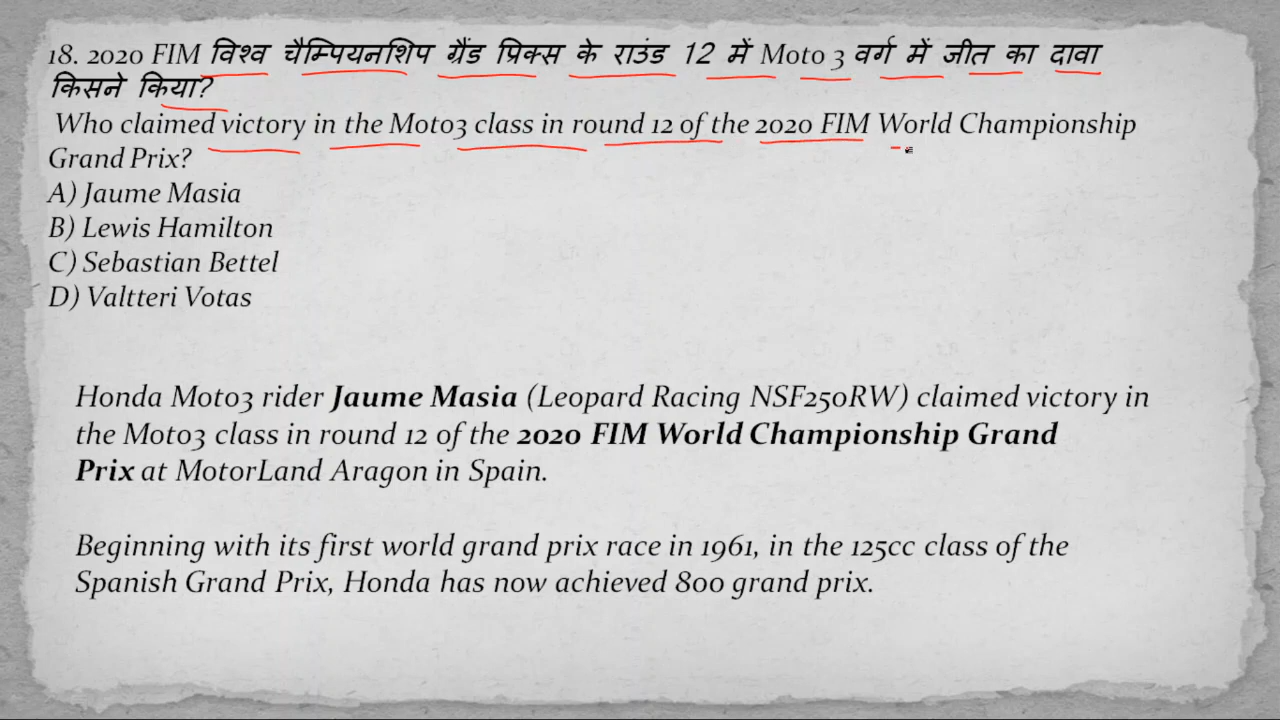 18. 2020 FIM विश्व चैम्पियनशिप ग्रैंड प्रिक्स के राउंड 12 में Moto 3 वर्ग में जीत का दावा
किसने किया?
Who claimed victory in the Moto3 class in round 12 of the 2020 FIM World Championship
Grand Prix?
A) Jaume Masia
B) Lewis Hamilton
C) Sebastian Bettel
D) Valtteri Votas
Honda Moto3 rider Jaume Masia (Leopard Racing NSF250RW) claimed victory in
the Moto3 class in round 12 of the 2020 FIM World Championship Grand
Prix at MotorLand Aragon in Spain.
Beginning with its first world grand prix race in 1961, in the 125cc class of the
Spanish Grand Prix, Honda has now achieved 800 grand prix.